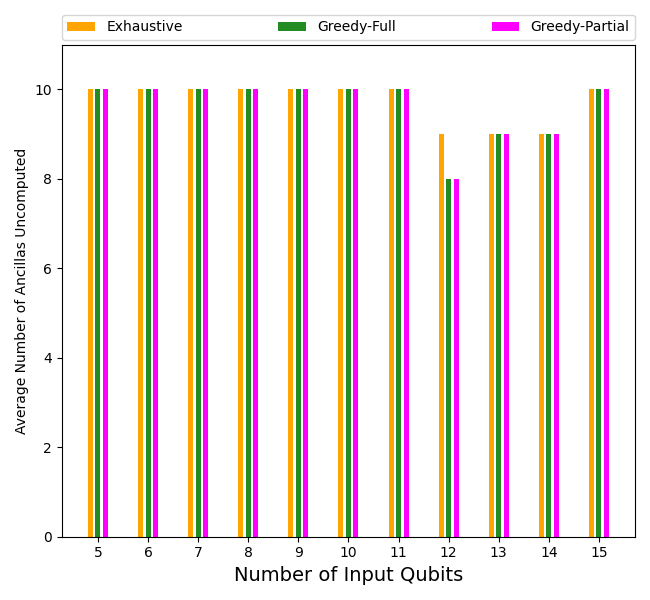 Exhaustive Greedy-Full Greedy-Partial
Average Number of Ancillas Uncomputed
10
8
6
4
2
0
5 6 7 8 9 10 11 12 13 14 15
Number of Input Qubits